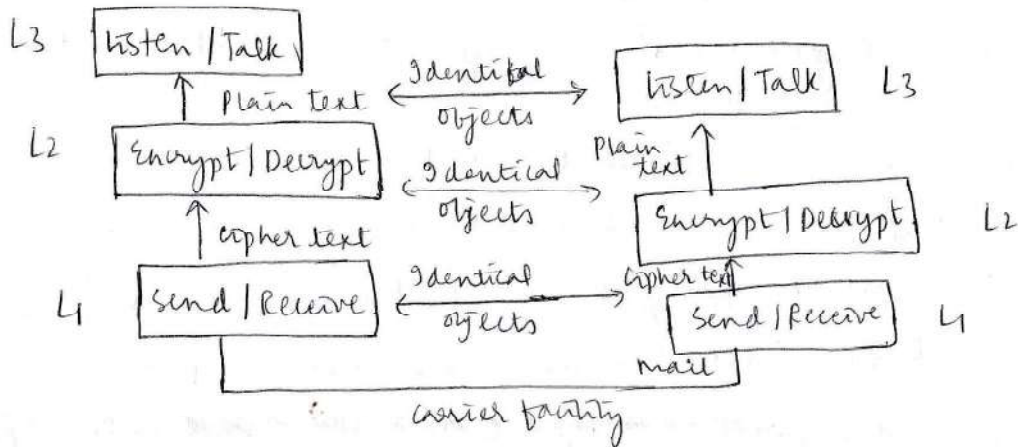 L3 Listen / Talk
Identical
objects
Listen / Talk L3
Plain text
Plain
text
L2 Encrypt / Decrypt
Identical
objects
Encrypt / Decrypt L2
Cipher text
Cipher text
L1 Send / Receive
Identical
objects
Send / Receive L1
Mail
Carrier facility